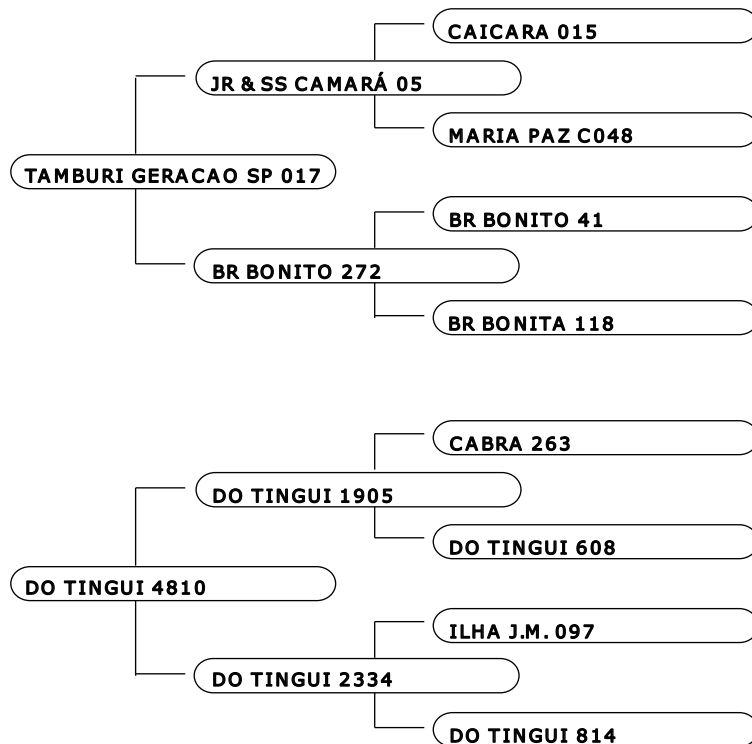 CAICARA 015
JR & SS CAMARÁ 05
MARIA PAZ C048
TAMBURI GERACAO SP 017
BR BONITO 41
BR BONITO 272
BR BONITA 118
CABRA 263
DO TINGUI 1905
DO TINGUI 608
DO TINGUI 4810
ILHA J.M. 097
DO TINGUI 2334
DO TINGUI 814